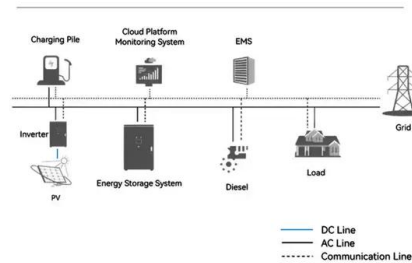 Charging Pile
Cloud Platform
Monitoring System
EMS
Grid
Inverter
PV
Energy Storage System
Diesel
Load
DC Line
AC Line
Communication Line